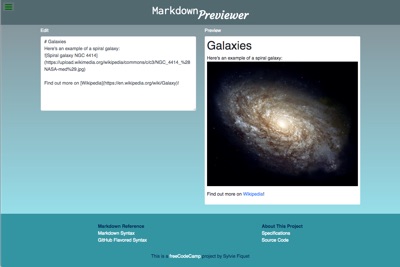 Markdown Previewer
Edit
# Galaxies
Here's an example of a spiral galaxy:
![Spiral galaxy NGC 4414]
(https://upload.wikimedia.org/wikipedia/commons/c/c3/NGC_4414_%28
NASA-med%29.jpg)
Find out more on [Wikipedia](https://en.wikipedia.org/wiki/Galaxy)!
Preview
Galaxies
Here's an example of a spiral galaxy:
Find out more on Wikipedia!
Markdown Reference
Markdown Syntax
GitHub Flavored Syntax
About This Project
Specifications
Source Code
This is a freeCodeCamp project by Sylvie Fiquet